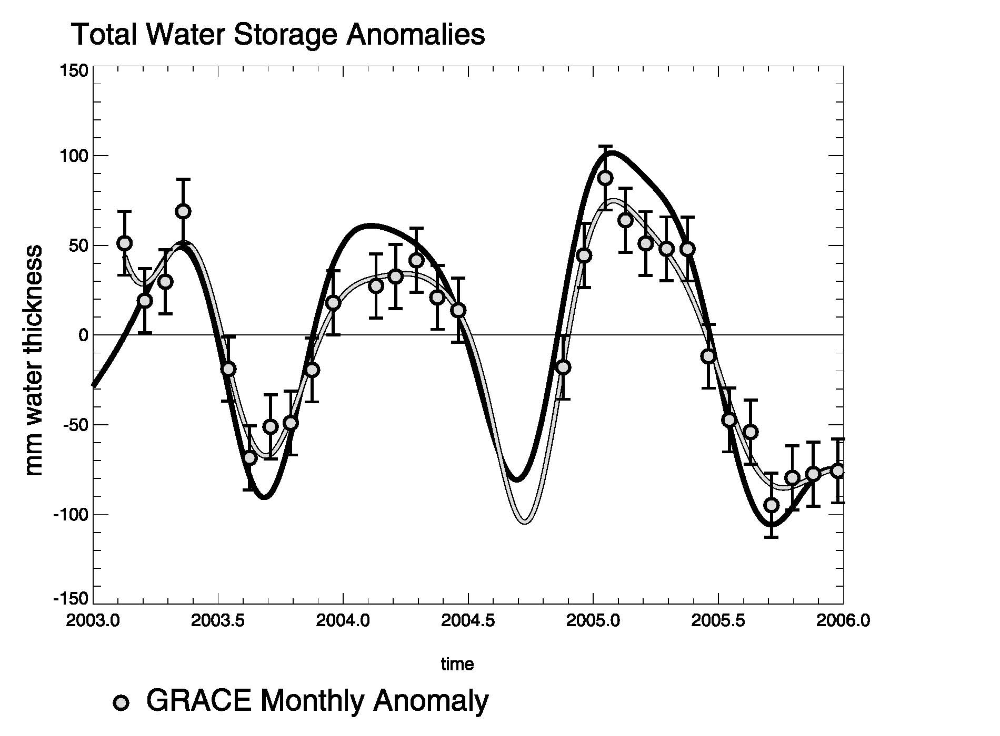 Total Water Storage Anomalies
150
100
50
0
-50
-100
-150
mm water thickness
2003.0 2003.5 2004.0 2004.5 2005.0 2005.5 2006.0
time
GRACE Monthly Anomaly